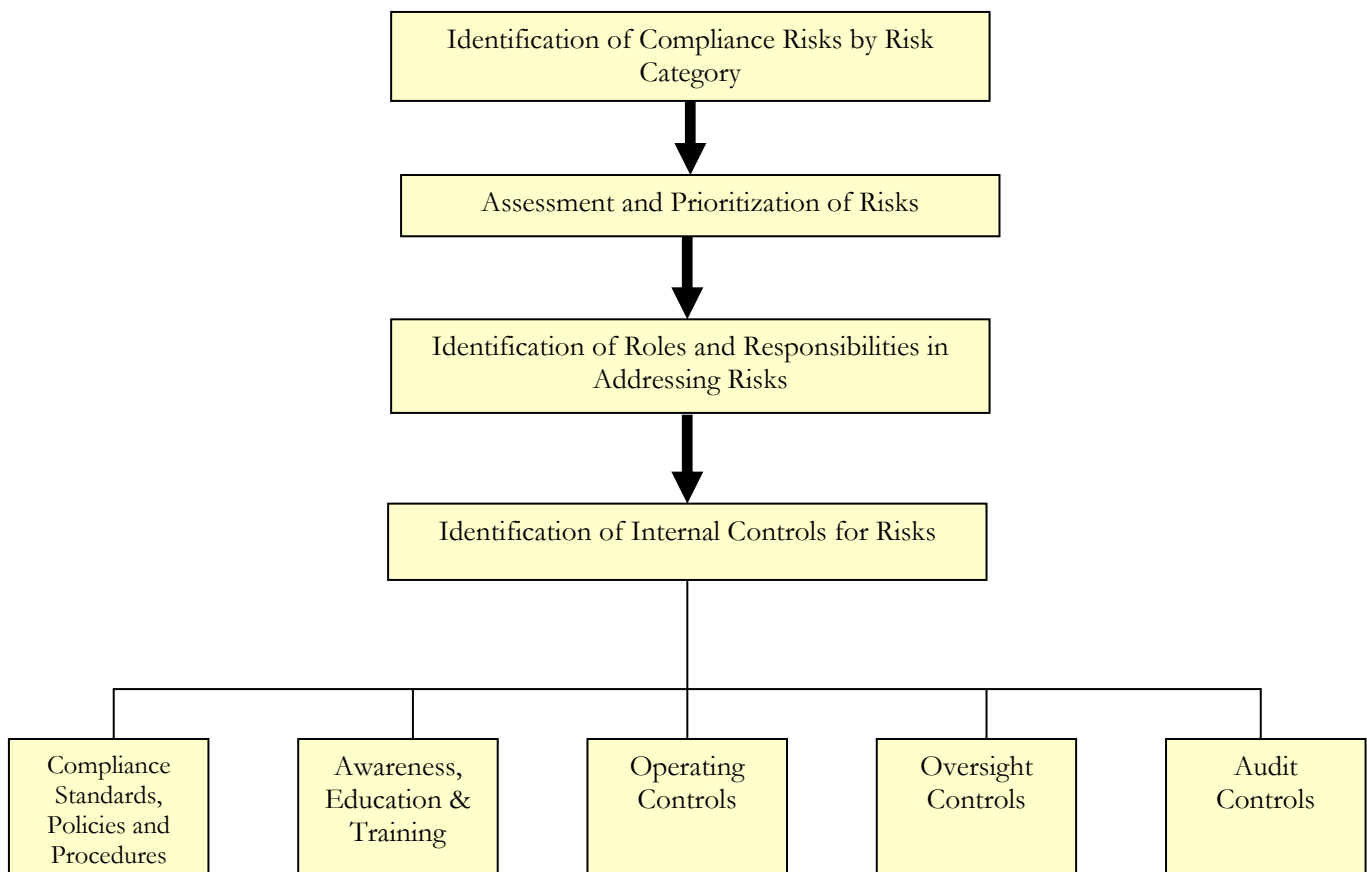 Identification of Compliance Risks by Risk
Category
Assessment and Prioritization of Risks
Identification of Roles and Responsibilities in
Addressing Risks
Identification of Internal Controls for Risks
Compliance
Standards,
Policies and
Procedures
Awareness,
Education &
Training
Operating
Controls
Oversight
Controls
Audit
Controls